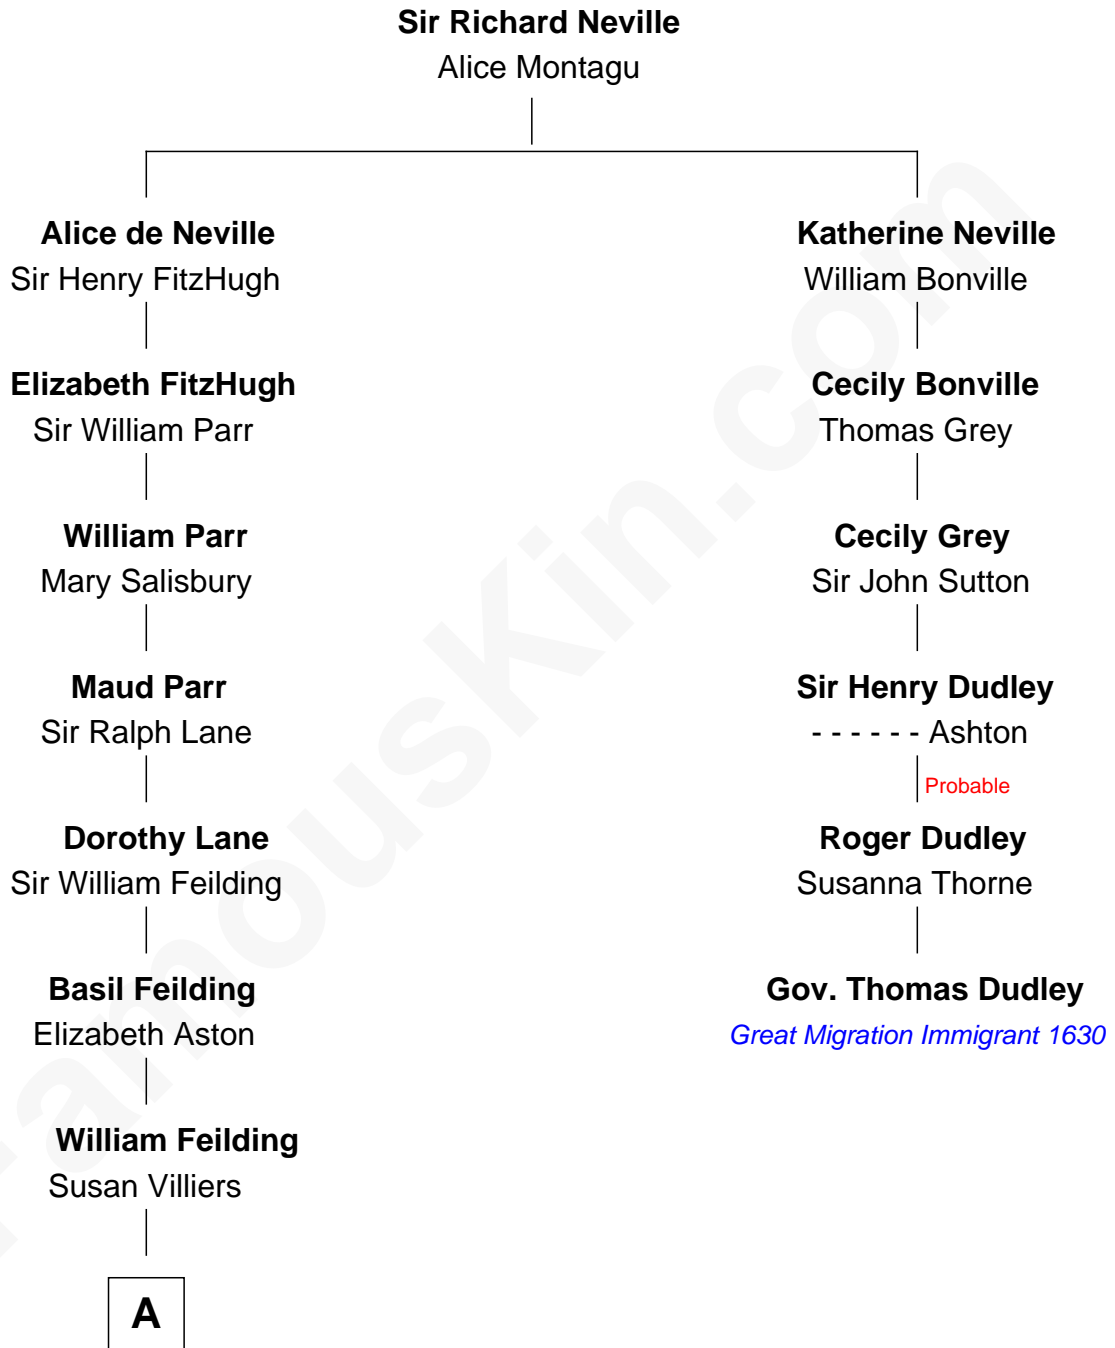 Sir Richard Neville
Alice Montagu
Alice de Neville
Sir Henry FitzHugh
Katherine Neville
William Bonville
Elizabeth FitzHugh
Sir William Parr
Cecily Bonville
Thomas Grey
William Parr
Mary Salisbury
Cecily Grey
Sir John Sutton
Maud Parr
Sir Ralph Lane
Sir Henry Dudley
- - - - - - Ashton
Probable
Dorothy Lane
Sir William Feilding
Roger Dudley
Susanna Thorne
Basil Feilding
Elizabeth Aston
Gov. Thomas Dudley
Great Migration Immigrant 1630
William Feilding
Susan Villiers
A
FamousKin.com